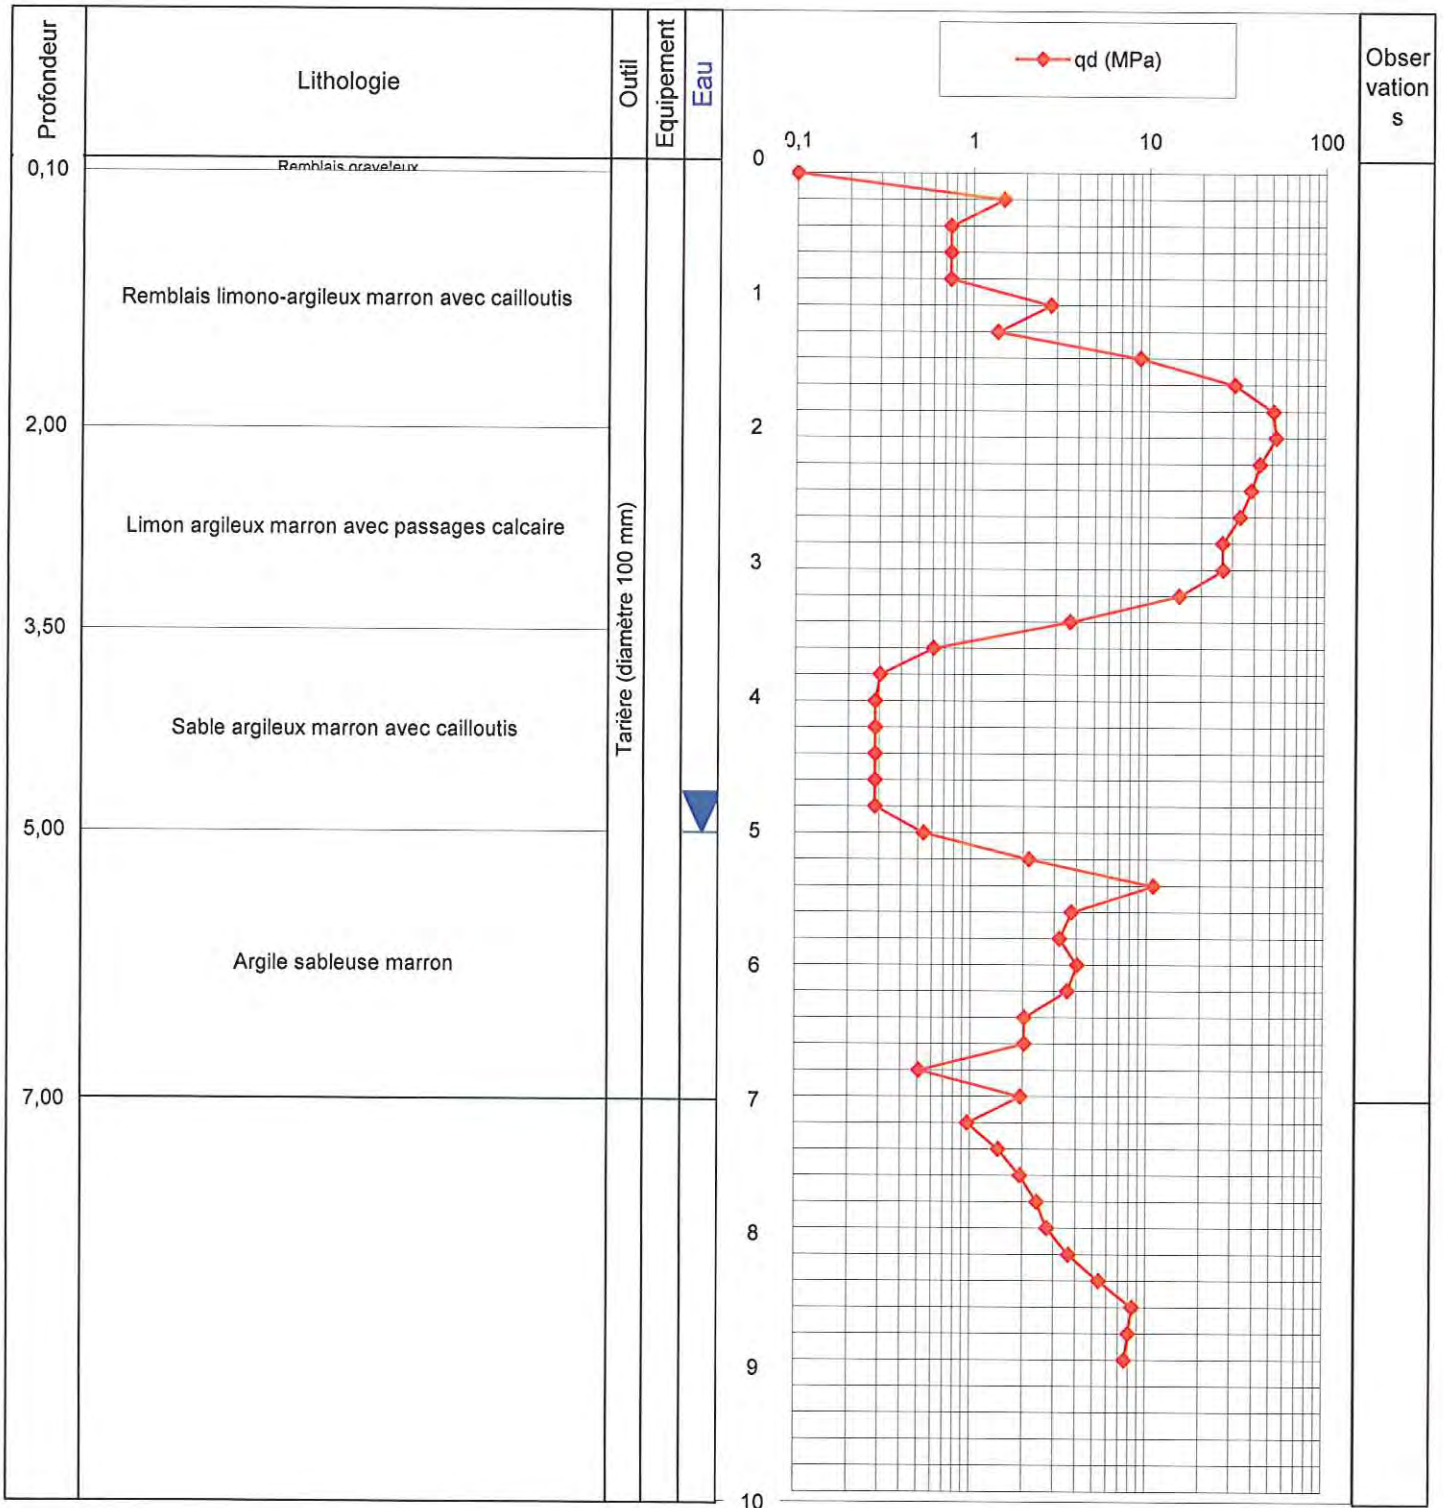 Profondeur
Lithologie
Outil
Equipement
Eau
qd (MPa)
Obser
vation
s
0,1
1
10
100
0
0,10
Remblais graveleux
Remblais limono-argileux marron avec cailloutis
1
2,00
2
Limon argileux marron avec passages calcaire
Tarière (diamètre 100 mm)
3
3,50
4
Sable argileux marron avec cailloutis
5,00
5
Argile sableuse marron
6
7,00
7
8
9
10